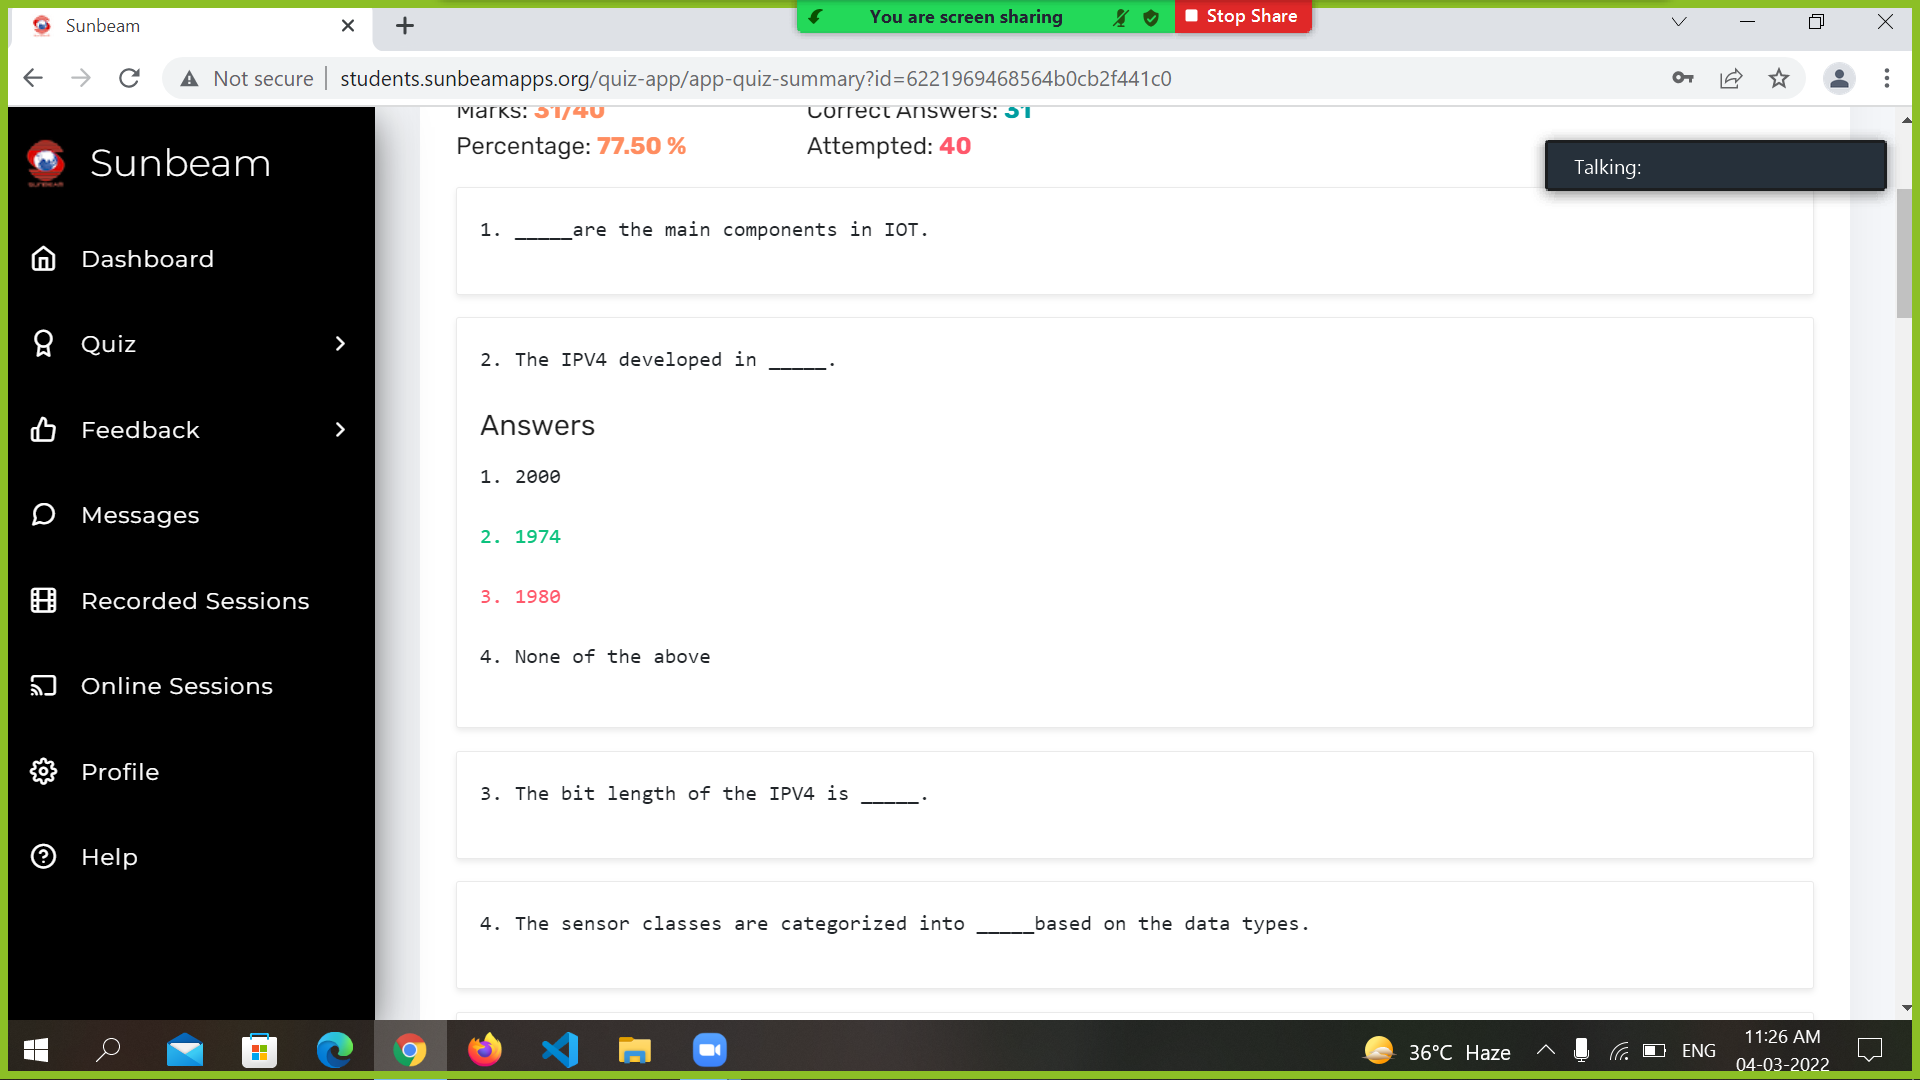 Sunbeam
You are screen sharing
Stop Share
Not secure
students.sunbeamapps.org/quiz-app/app-quiz-summary?id=6221969468564b0cb2f441c0
Sunbeam
Dashboard
Quiz
Feedback
Messages
Recorded Sessions
Online Sessions
Profile
Help
Marks: 31/40
Correct Answers: 31
Percentage: 77.50 %
Attempted: 40
Talking:
1. _____are the main components in IOT.
2. The IPV4 developed in _____.
Answers
1. 2000
2. 1974
3. 1980
4. None of the above
3. The bit length of the IPV4 is _____.
4. The sensor classes are categorized into _____based on the data types.
36°C Haze
ENG
11:26 AM
04-03-2022